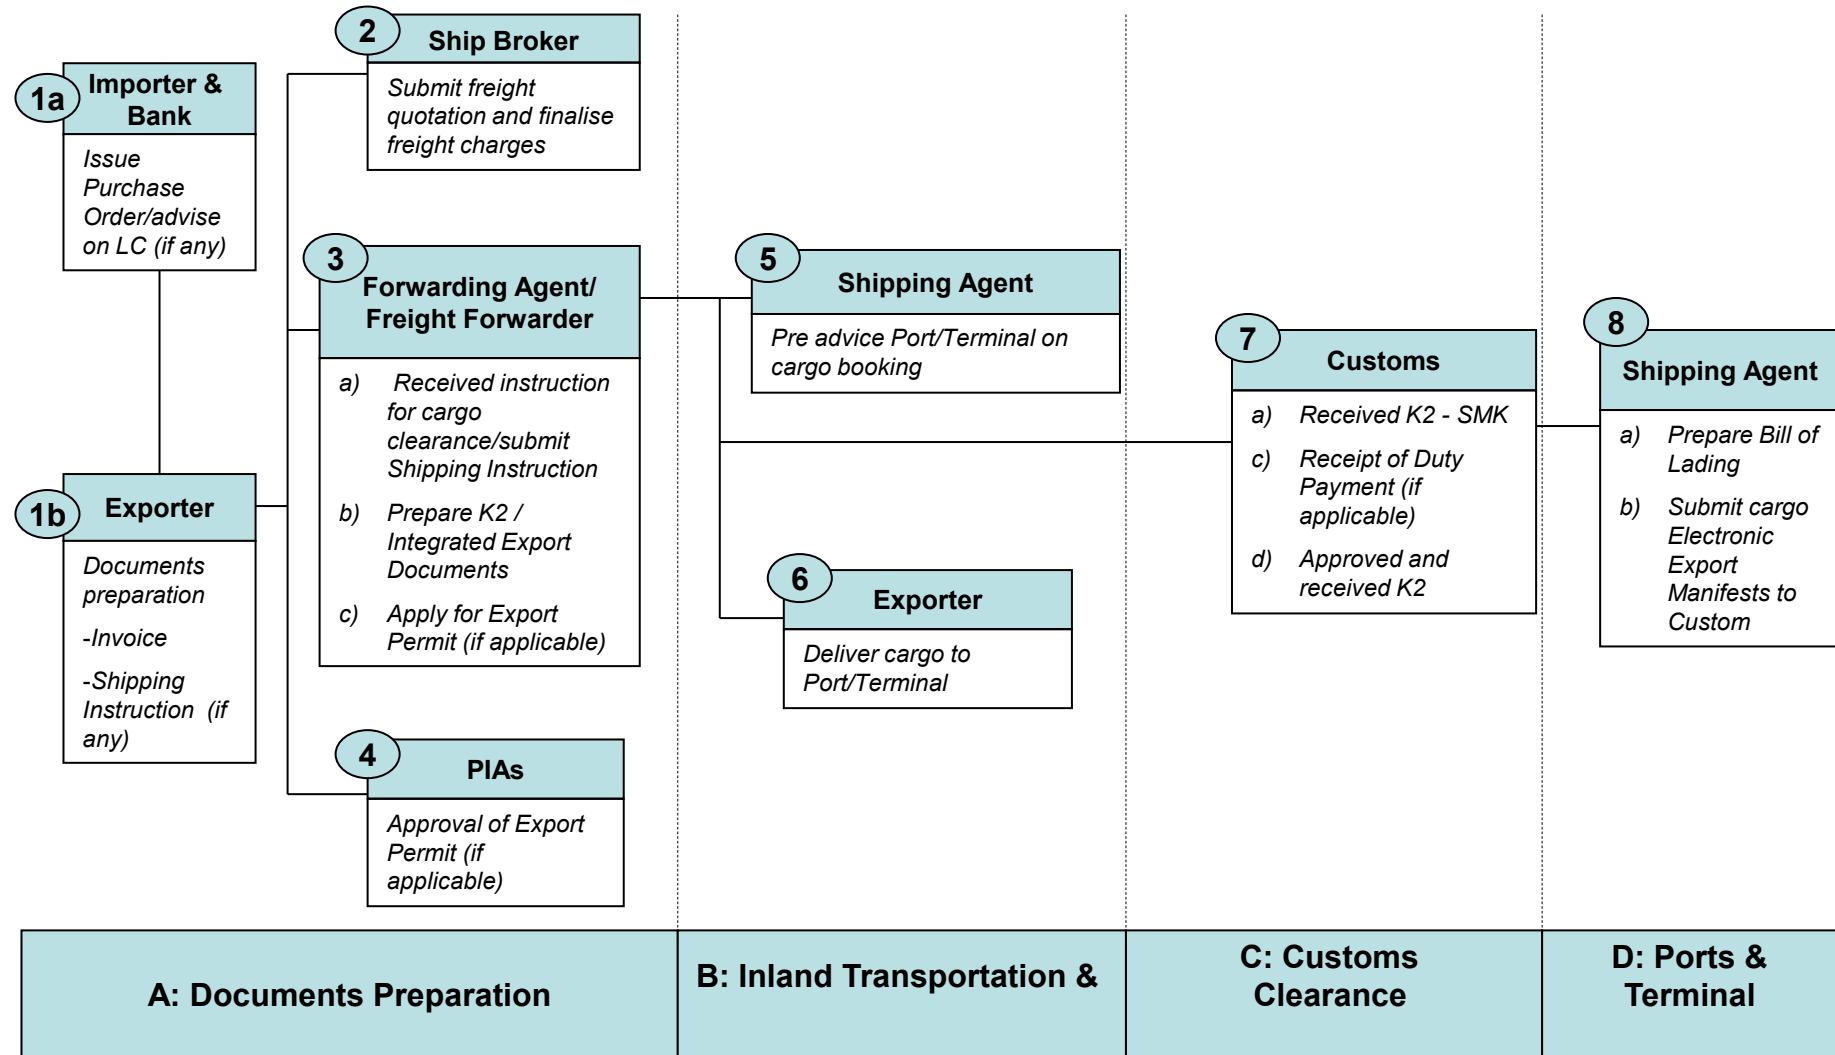 1a
Importer &
Bank
Issue
Purchase
Order/advise
on LC (if any)
1b
Exporter
Documents
preparation
-Invoice
-Shipping
Instruction (if
any)
2
Ship Broker
Submit freight
quotation and finalise
freight charges
3
Forwarding Agent/
Freight Forwarder
a) Received instruction
for cargo
clearance/submit
Shipping Instruction
b) Prepare K2 /
Integrated Export
Documents
c) Apply for Export
Permit (if applicable)
4
PIAs
Approval of Export
Permit (if
applicable)
5
Shipping Agent
Pre advice Port/Terminal on
cargo booking
6
Exporter
Deliver cargo to
Port/Terminal
7
Customs
a) Received K2 - SMK
c) Receipt of Duty
Payment (if
applicable)
d) Approved and
received K2
8
Shipping Agent
a) Prepare Bill of
Lading
b) Submit cargo
Electronic
Export
Manifests to
Custom
A: Documents Preparation
B: Inland Transportation &
C: Customs
Clearance
D: Ports &
Terminal